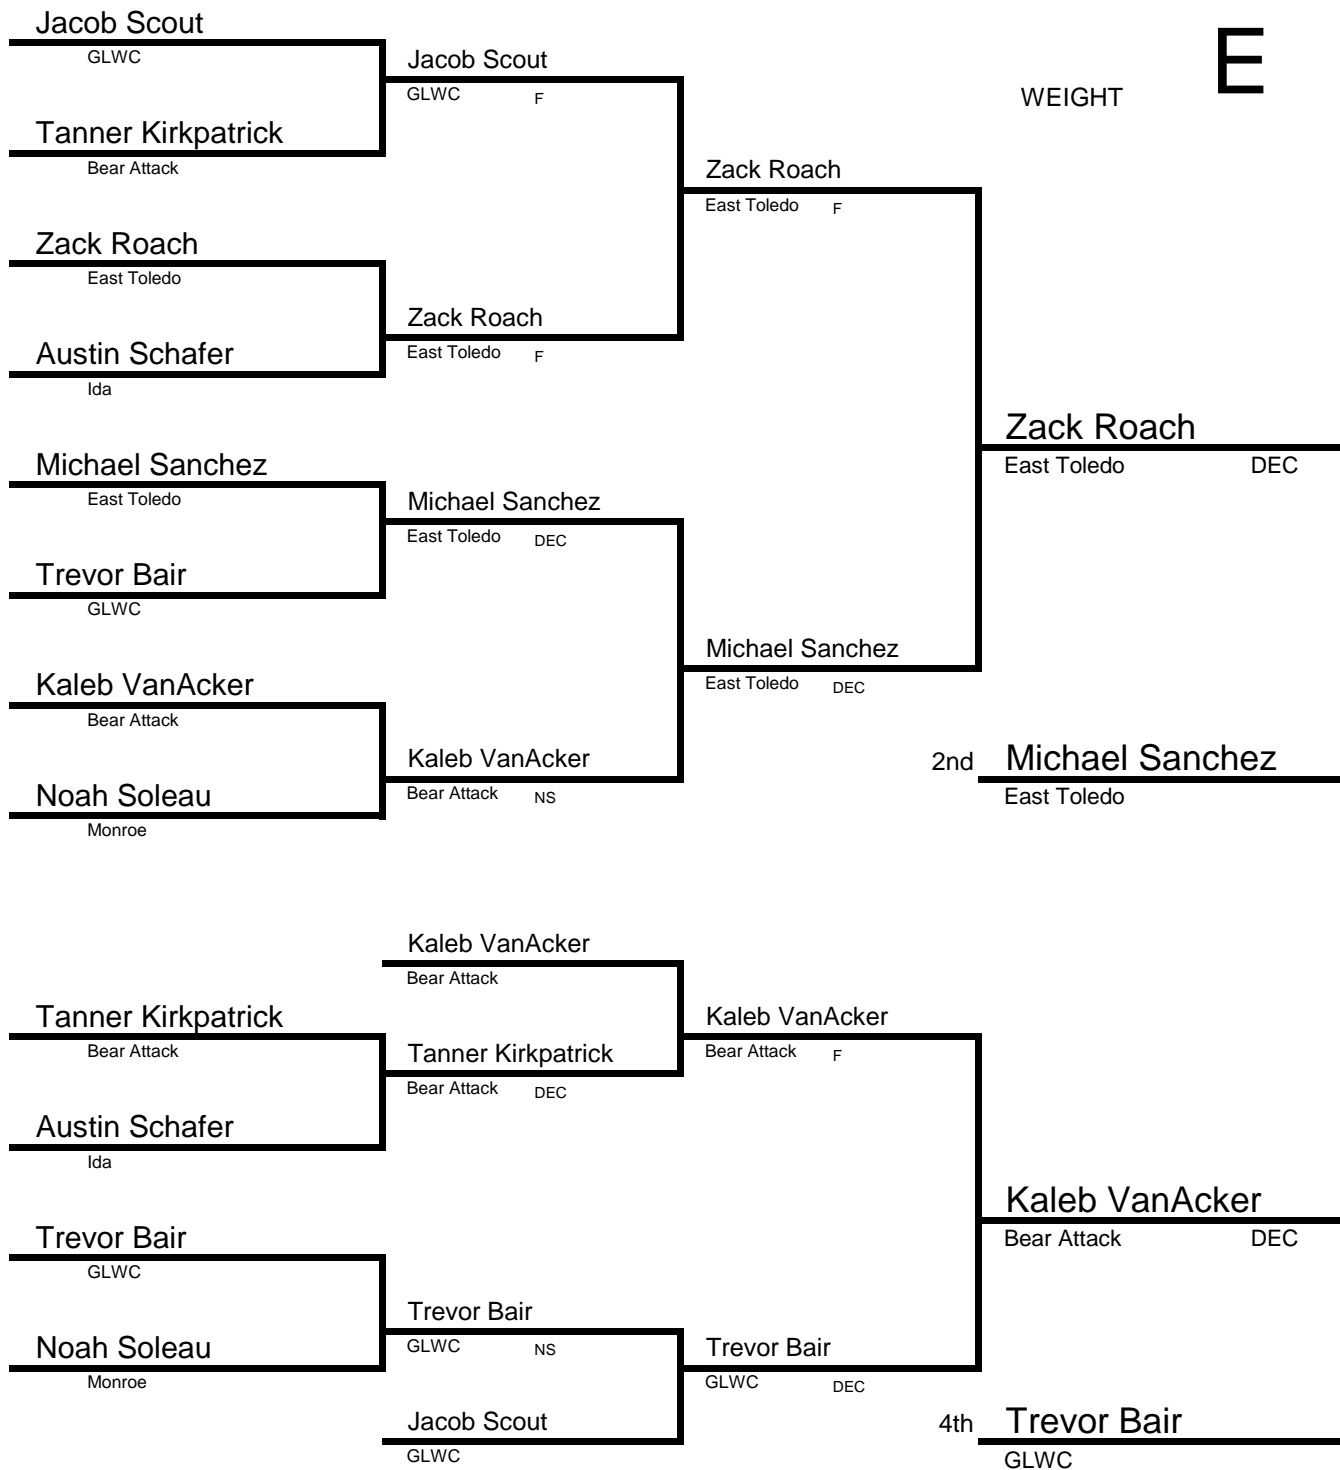 Jacob Scout
GLWC
Jacob Scout
GLWC F
WEIGHT E
Tanner Kirkpatrick
Bear Attack
Zack Roach
East Toledo F
Zack Roach
East Toledo
Zack Roach
East Toledo F
Austin Schafer
Ida
Zack Roach
East Toledo DEC
Michael Sanchez
East Toledo
Michael Sanchez
East Toledo DEC
Trevor Bair
GLWC
Michael Sanchez
East Toledo DEC
Kaleb VanAcker
Bear Attack
Kaleb VanAcker
Bear Attack NS
2nd Michael Sanchez
East Toledo
Noah Soleau
Monroe
Kaleb VanAcker
Bear Attack
Tanner Kirkpatrick
Bear Attack
Kaleb VanAcker
Bear Attack F
Tanner Kirkpatrick
Bear Attack DEC
Austin Schafer
Ida
Kaleb VanAcker
Bear Attack DEC
Trevor Bair
GLWC
Trevor Bair
GLWC NS
Noah Soleau
Monroe
Trevor Bair
GLWC DEC
Jacob Scout
GLWC
4th Trevor Bair
GLWC